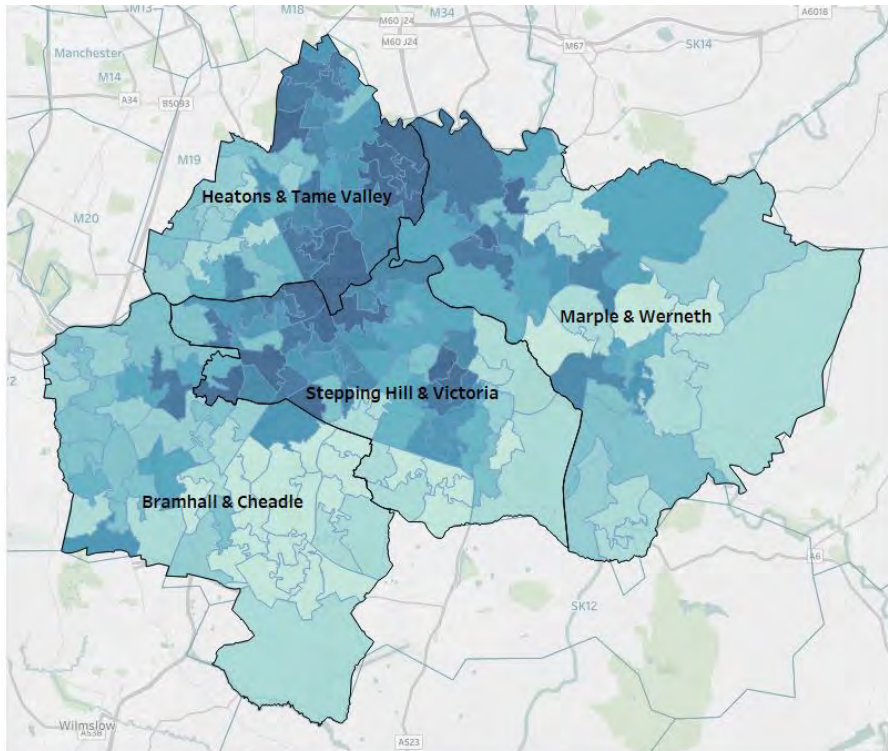 M13
M18
M34
A6018
M60 J24
M60 J24
Manchester
M67
SK14
M14
A34
B5093
M19
M20
Heatons & Tame Valley
Marple & Werneth
Stepping Hill & Victoria
Bramhall & Cheadle
A6
SK12
Wilmslow
A538
A523